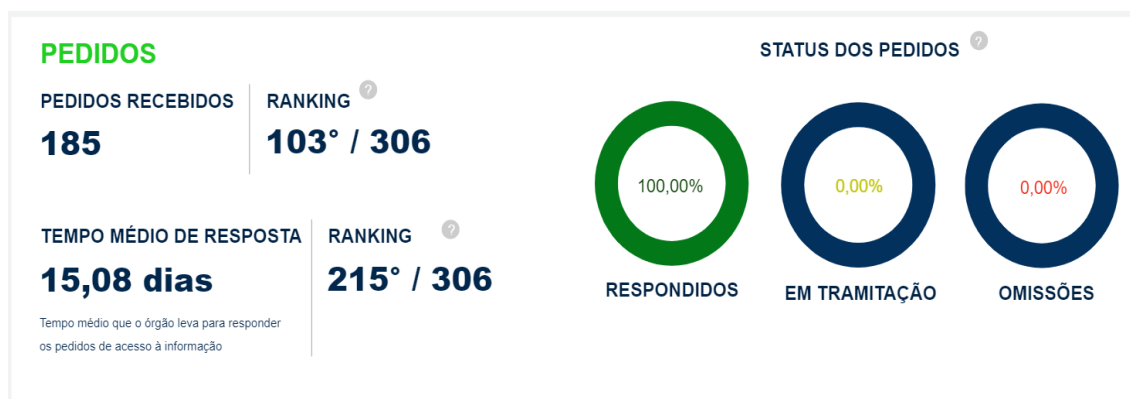 PEDIDOS
PEDIDOS RECEBIDOS
185
RANKING ?
103° / 306
TEMPO MÉDIO DE RESPOSTA
15,08 dias
Tempo médio que o órgão leva para responder
os pedidos de acesso à informação
RANKING ?
215° / 306
STATUS DOS PEDIDOS ?
100,00%
RESPONDIDOS
0,00%
EM TRAMITAÇÃO
0,00%
OMISSÕES